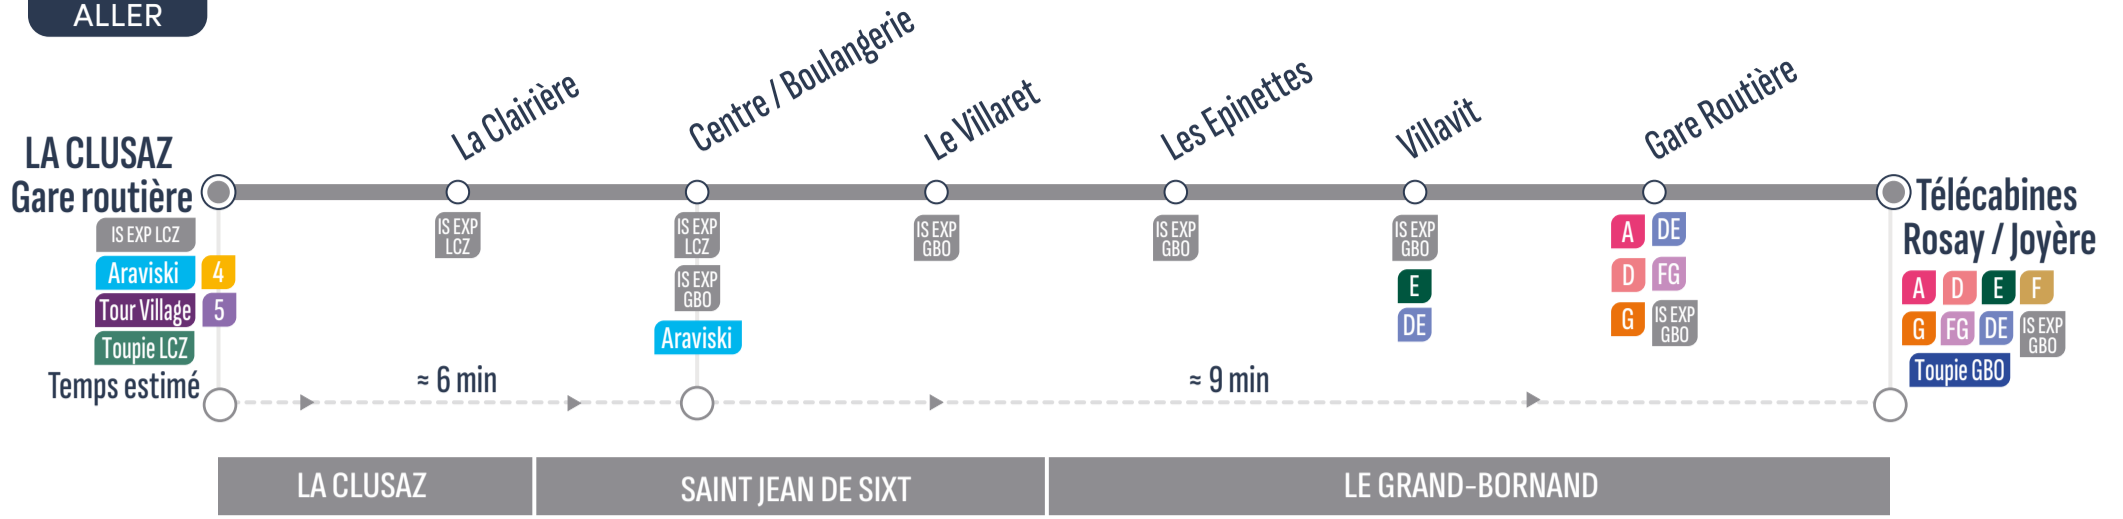 ALLER
La Clairière
Centre / Boulangerie
Le Villaret
Les Epinettes
Villavit
Gare Routière
LA CLUSAZ
Gare routière
IS EXP LCZ
Araviski 4
Tour Village 5
Toupie LCZ
IS EXP
LCZ
IS EXP
LCZ
IS EXP
GBO
Araviski
IS EXP
GBO
IS EXP
GBO
IS EXP
GBO
E
DE
A DE
D FG
G IS EXP
GBO
Télécabines
Rosay / Joyère
A D E F
G FG DE IS EXP
GBO
Toupie GBO
Temps estimé
≈ 6 min
≈ 9 min
LA CLUSAZ
SAINT JEAN DE SIXT
LE GRAND-BORNAND